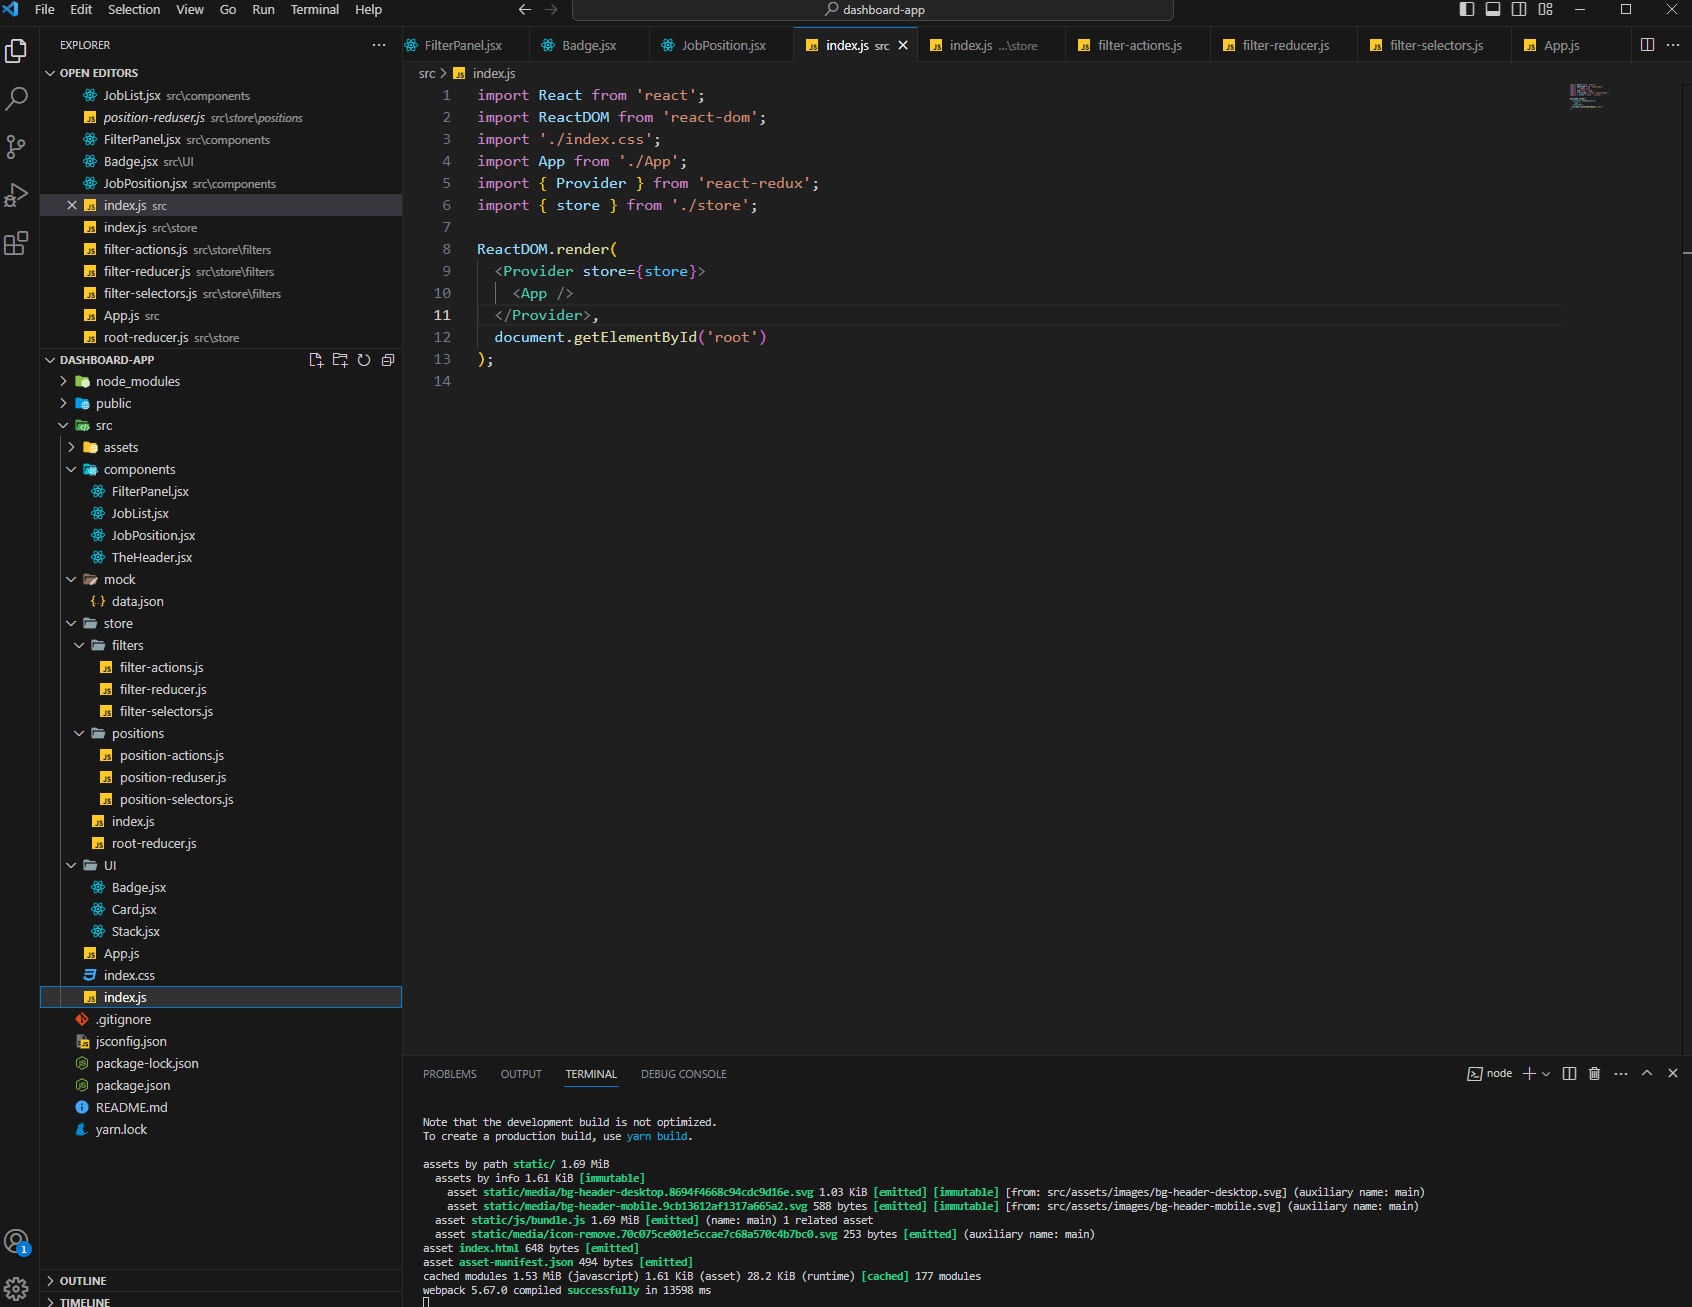 File Edit Selection View Go Run Terminal Help
dashboard-app
EXPLORER
OPEN EDITORS
JobList.jsx src\components
position-reduser.js src\store\positions
FilterPanel.jsx src\components
Badge.jsx src\UI
JobPosition.jsx src\components
index.js src
index.js src\store
filter-actions.js src\store\filters
filter-reducer.js src\store\filters
filter-selectors.js src\store\filters
App.js src
root-reducer.js src\store
DASHBOARD-APP
node_modules
public
src
assets
components
FilterPanel.jsx
JobList.jsx
JobPosition.jsx
TheHeader.jsx
mock
data.json
store
filters
filter-actions.js
filter-reducer.js
filter-selectors.js
positions
position-actions.js
position-reduser.js
position-selectors.js
index.js
root-reducer.js
UI
Badge.jsx
Card.jsx
Stack.jsx
App.js
index.css
index.js
.gitignore
jsconfig.json
package-lock.json
package.json
README.md
yarn.lock
1
OUTLINE
TIMELINE
FilterPanel.jsx Badge.jsx JobPosition.jsx index.js src index.js ...\store filter-actions.js filter-reducer.js filter-selectors.js App.js
src > index.js
1 import React from 'react';
2 import ReactDOM from 'react-dom';
3 import './index.css';
4 import App from './App';
5 import { Provider } from 'react-redux';
6 import { store } from './store';
7
8 ReactDOM.render(
9 <Provider store={store}>
10 <App />
11 </Provider>,
12 document.getElementById('root')
13 );
14
PROBLEMS OUTPUT TERMINAL DEBUG CONSOLE
node
Note that the development build is not optimized.
To create a production build, use yarn build.
assets by path static/ 1.69 MiB
assets by info 1.61 KiB [immutable]
asset static/media/bg-header-desktop.8694f4668c94cdc9d16e.svg 1.03 KiB [emitted] [immutable] [from: src/assets/images/bg-header-desktop.svg] (auxiliary name: main)
asset static/media/bg-header-mobile.9cb13612af1317a665a2.svg 588 bytes [emitted] [immutable] [from: src/assets/images/bg-header-mobile.svg] (auxiliary name: main)
asset static/js/bundle.js 1.69 MiB [emitted] (name: main) 1 related asset
asset static/media/icon-remove.70c075ce001e5ccae7c68a570c4b7bc0.svg 253 bytes [emitted] (auxiliary name: main)
asset index.html 648 bytes [emitted]
asset asset-manifest.json 494 bytes [emitted]
cached modules 1.53 MiB (javascript) 1.61 KiB (asset) 28.2 KiB (runtime) [cached] 177 modules
webpack 5.67.0 compiled successfully in 13598 ms